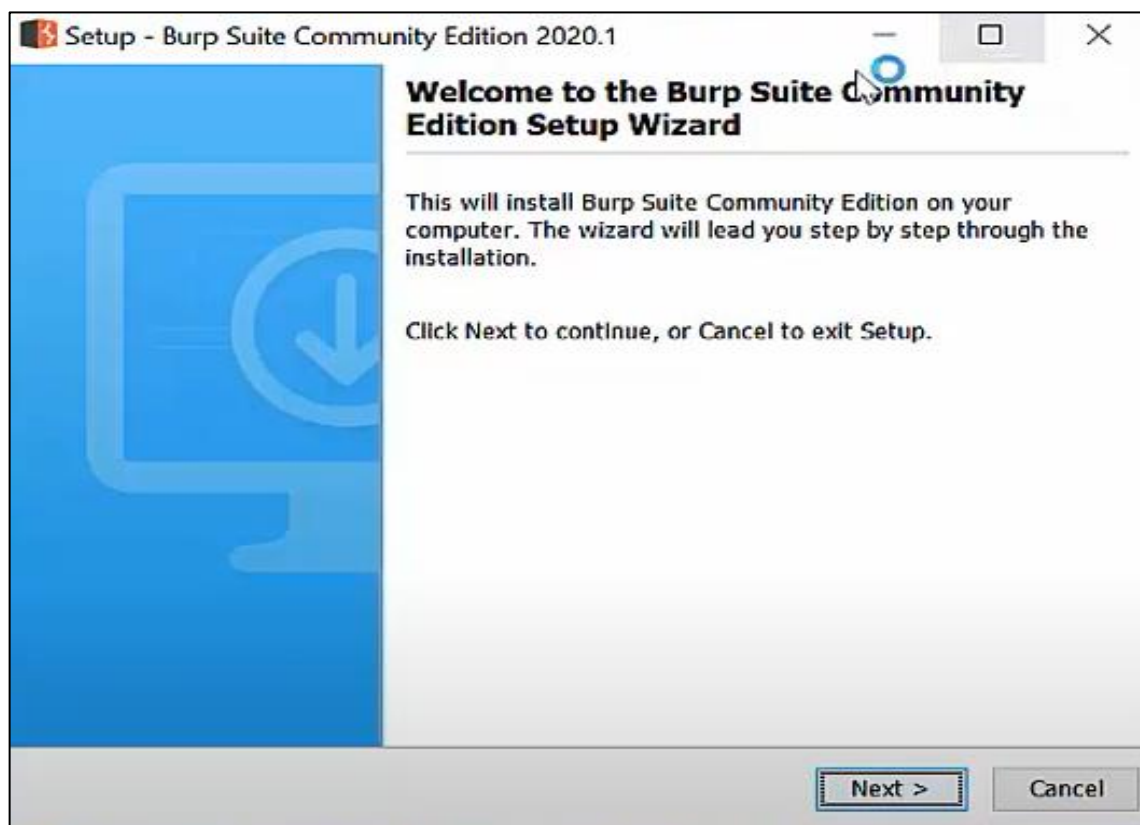 Setup - Burp Suite Community Edition 2020.1
Welcome to the Burp Suite Community
Edition Setup Wizard
This will install Burp Suite Community Edition on your
computer. The wizard will lead you step by step through the
installation.
Click Next to continue, or Cancel to exit Setup.
Next >
Cancel